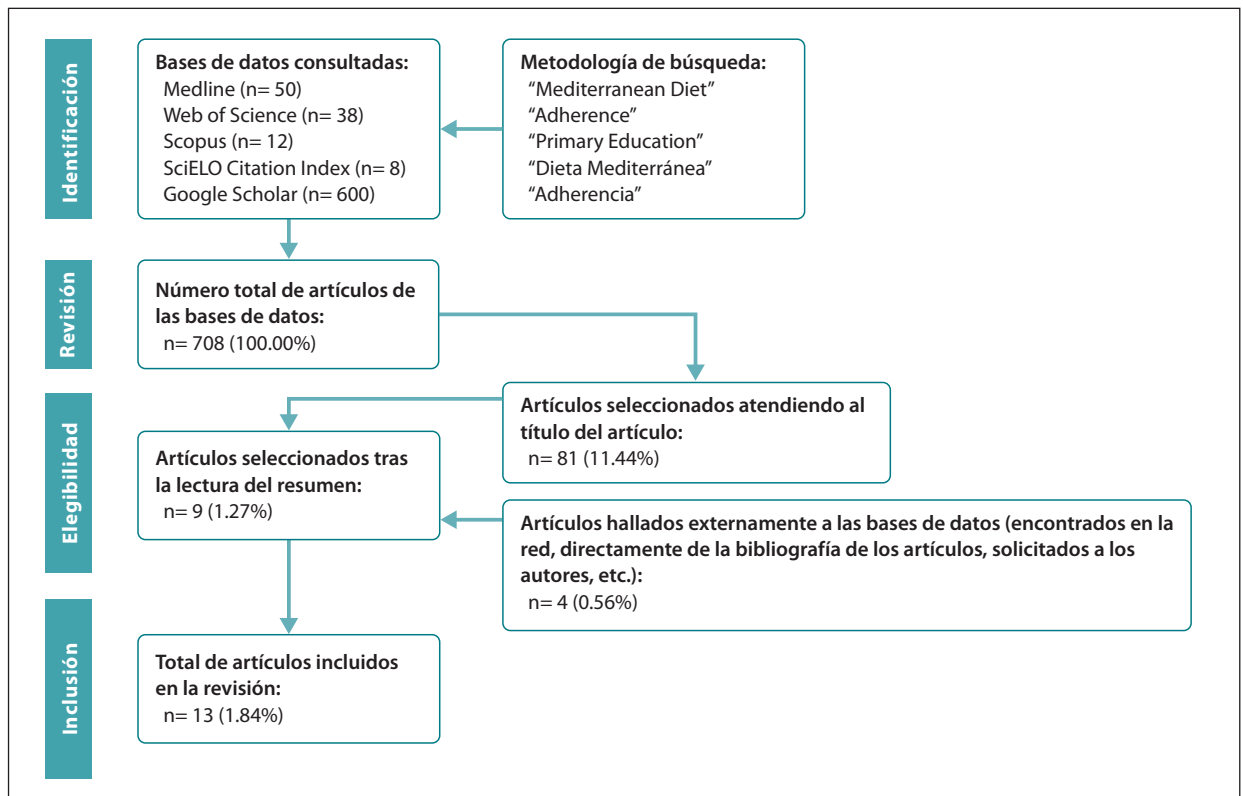 Identificación
Bases de datos consultadas:
Medline (n= 50)
Web of Science (n= 38)
Scopus (n= 12)
SciELO Citation Index (n= 8)
Google Scholar (n= 600)
Metodología de búsqueda:
“Mediterranean Diet”
“Adherence”
“Primary Education”
“Dieta Mediterránea”
“Adherencia”
Revisión
Número total de artículos de
las bases de datos:
n= 708 (100.00%)
Elegibilidad
Artículos seleccionados atendiendo al
título del artículo:
n= 81 (11.44%)
Artículos seleccionados tras
la lectura del resumen:
n= 9 (1.27%)
Artículos hallados externamente a las bases de datos (encontrados en la
red, directamente de la bibliografía de los artículos, solicitados a los
autores, etc.):
n= 4 (0.56%)
Inclusión
Total de artículos incluidos
en la revisión:
n= 13 (1.84%)